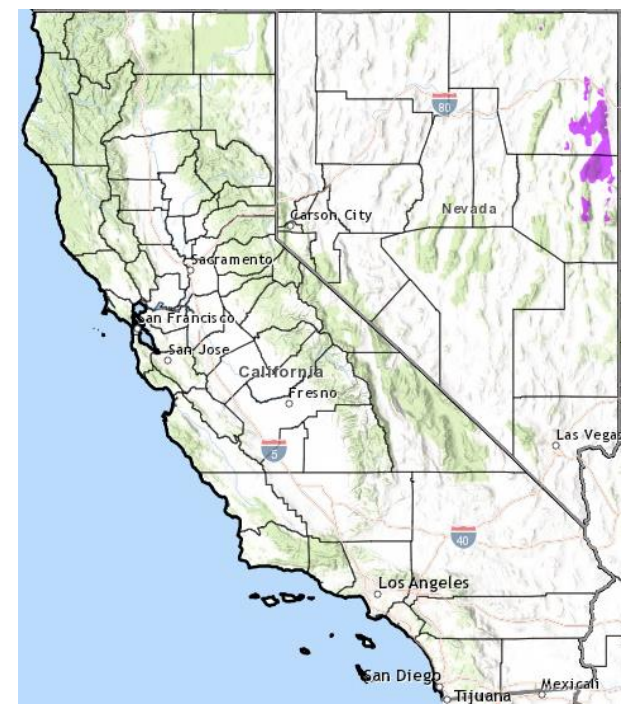 80
Carson City
Nevada
Sacramento
San Francisco
San Jose
California
Fresno
5
Las Vegas
40
Los Angeles
San Diego
Mexicali
Tijuana